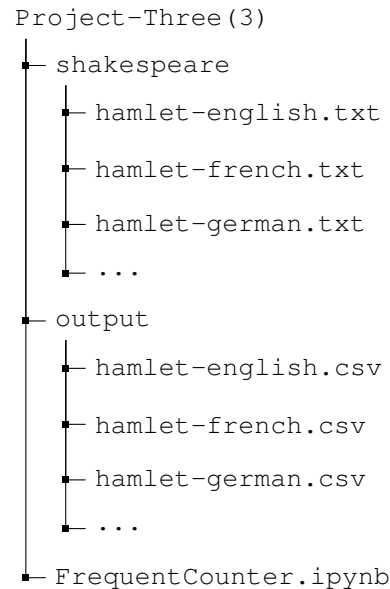 Project-Three(3)
shakespeare
hamlet-english.txt
hamlet-french.txt
hamlet-german.txt
...
output
hamlet-english.csv
hamlet-french.csv
hamlet-german.csv
...
FrequentCounter.ipynb